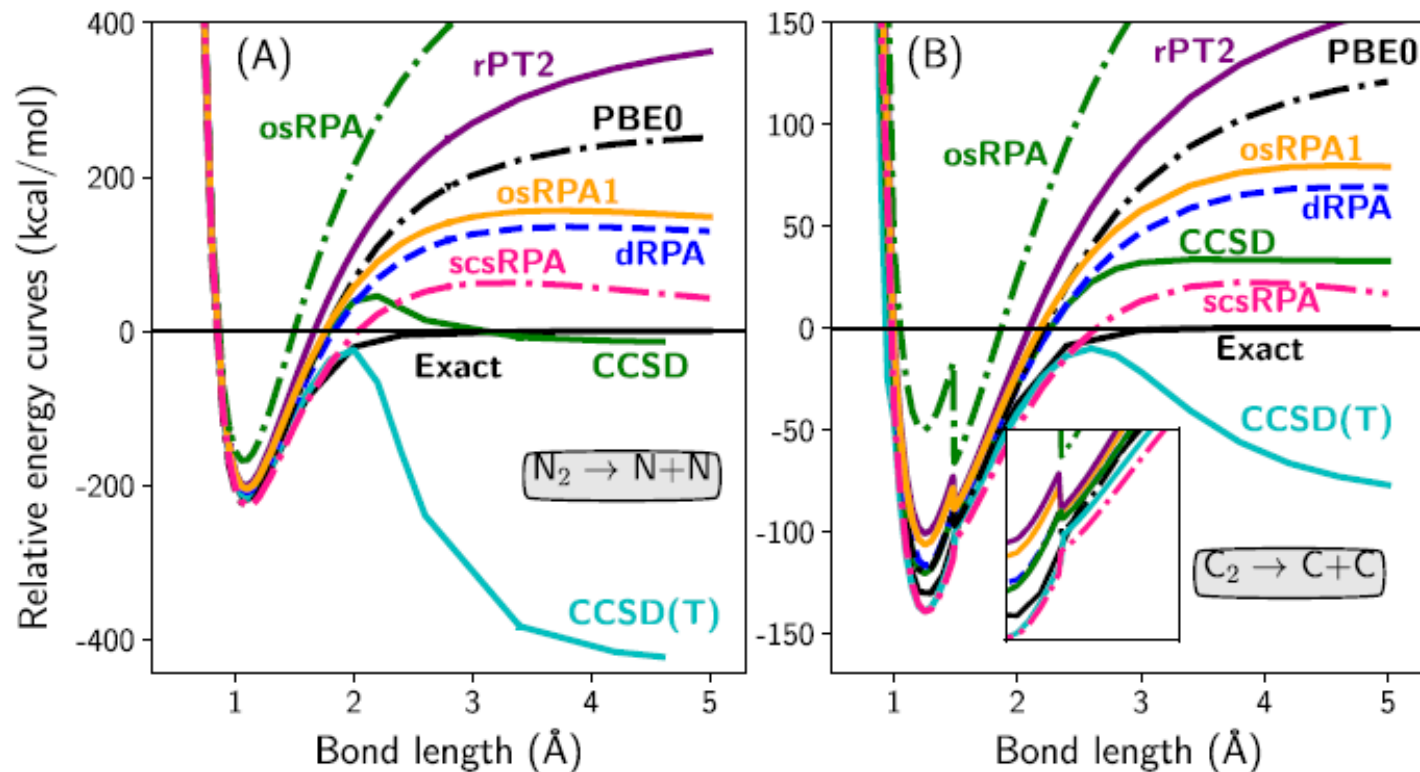 Relative energy curves (kcal/mol)
400
200
0
-200
-400
(A)
osRPA
rPT2
PBE0
osRPA1
dRPA
scsRPA
Exact
CCSD
CCSD(T)
N₂ → N+N
1 2 3 4 5
Bond length (Å)
150
100
50
0
-50
-100
-150
(B)
rPT2
PBE0
osRPA
osRPA1
dRPA
CCSD
scsRPA
Exact
CCSD(T)
C₂ → C+C
1 2 3 4 5
Bond length (Å)